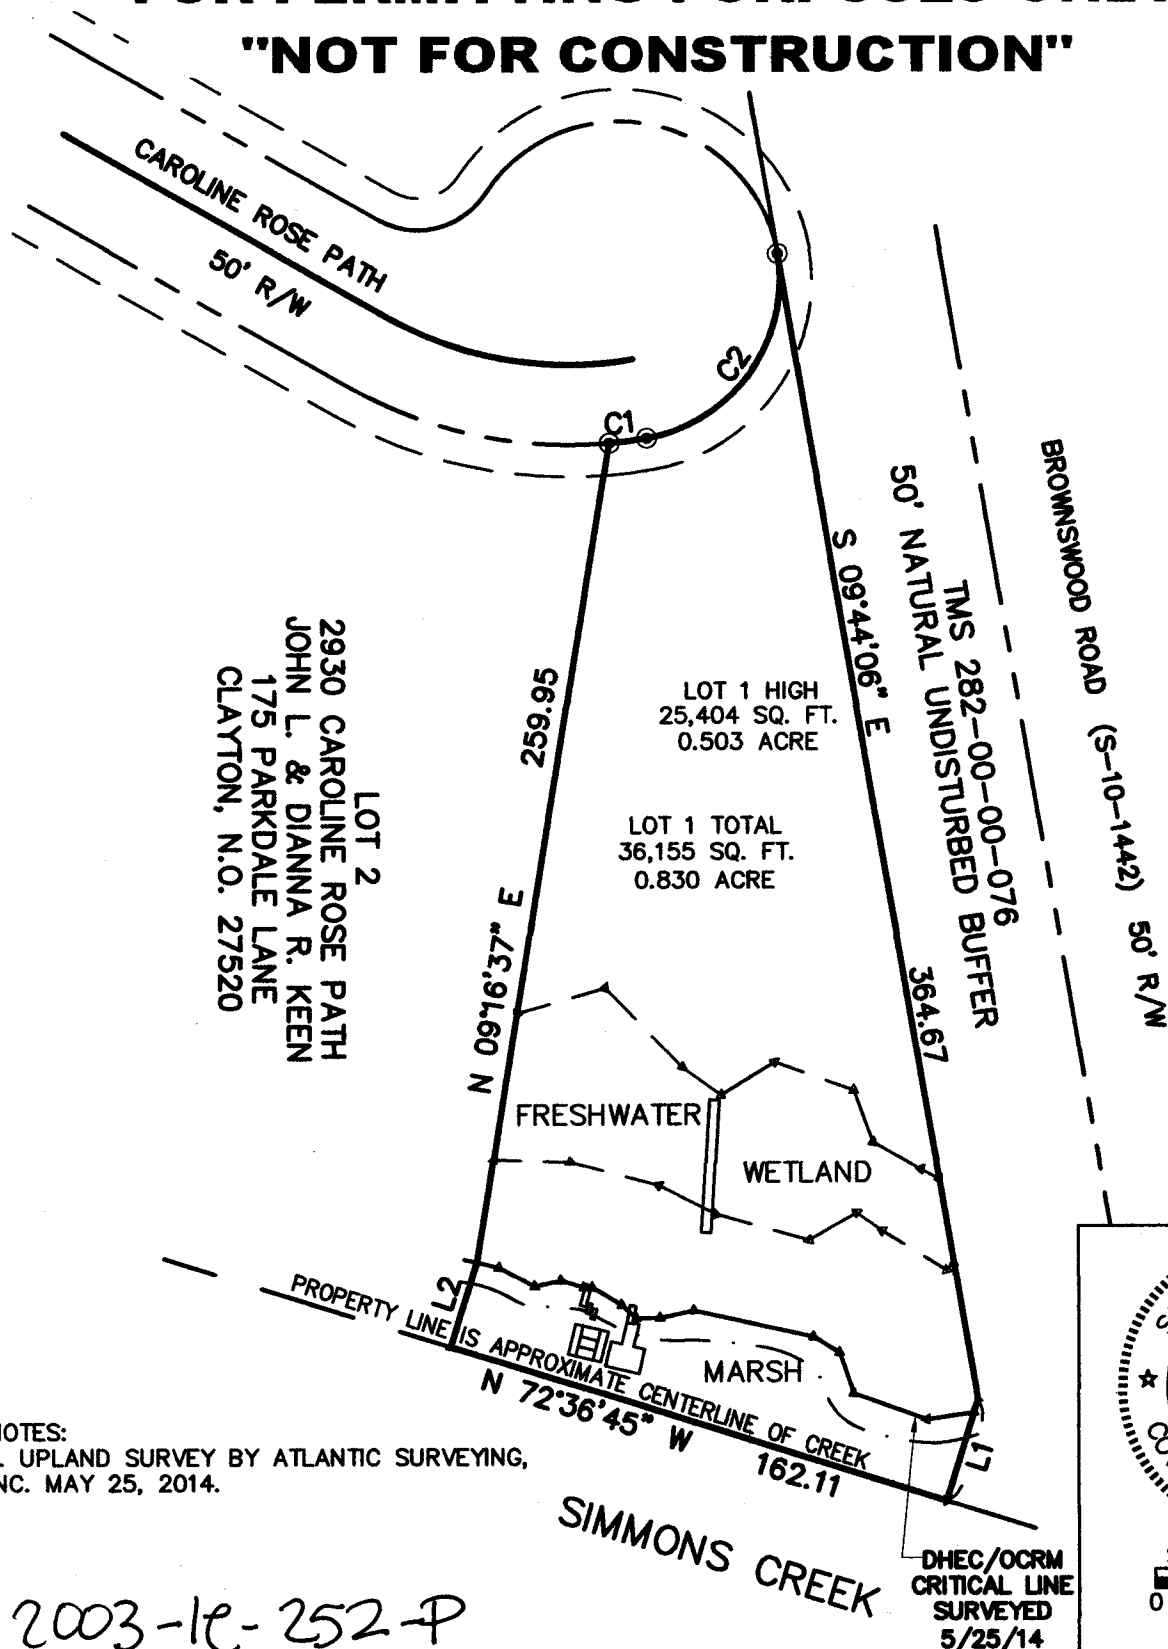 "NOT FOR CONSTRUCTION"
CAROLINE ROSE PATH
50' R/W
C2
C1
BROWNSWOOD ROAD (S-10-1442) 50' R/W
TMS 282-00-00-00-076
50' NATURAL UNDISTURBED BUFFER
S 09°44'06" E
364.67
LOT 1 HIGH
25,404 SQ. FT.
0.503 ACRE
LOT 1 TOTAL
36,155 SQ. FT.
0.830 ACRE
259.95
N 09°16'37" E
LOT 2
2930 CAROLINE ROSE PATH
JOHN L. & DIANNA R. KEEN
175 PARKDALE LANE
CLAYTON, N.O. 27520
FRESHWATER
WETLAND
L2
PROPERTY LINE IS APPROXIMATE CENTERLINE OF CREEK
MARSH
N 72°36'45" W
162.11
L1
NOTES:
. UPLAND SURVEY BY ATLANTIC SURVEYING,
NC. MAY 25, 2014.
SIMMONS CREEK
DHEC/OCRM
CRITICAL LINE
SURVEYED
5/25/14
0
2003-1e-252-P